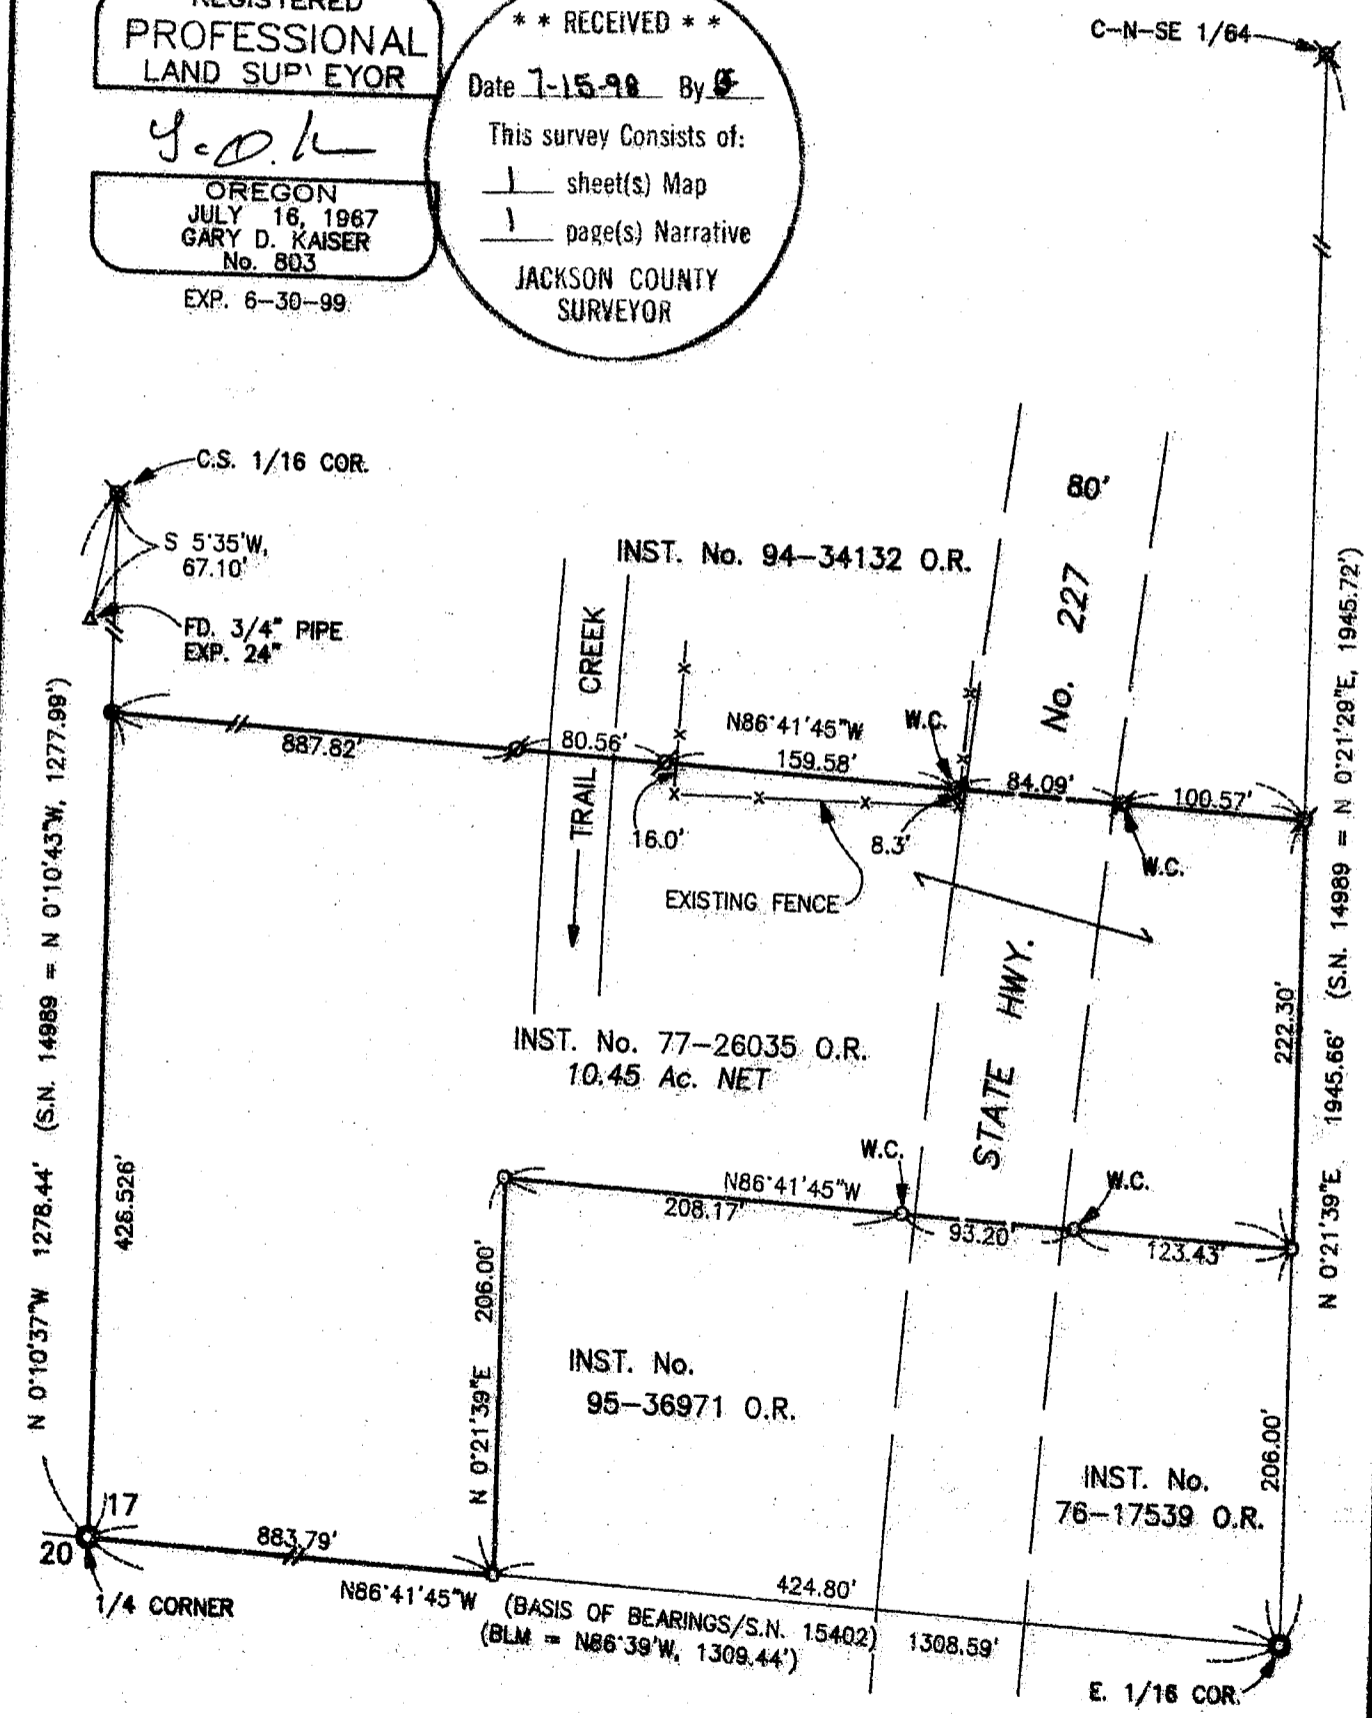 REGISTERED
PROFESSIONAL
LAND SURVEYOR
OREGON
JULY 16, 1967
GARY D. KAISER
No. 803
EXP. 6-30-99
* * RECEIVED * *
Date 7-15-98 By
This survey Consists of:
1 sheet(s) Map
1 page(s) Narrative
JACKSON COUNTY
SURVEYOR
C-N-SE 1/64
C.S. 1/16 COR.
S 5°35'W,
67.10'
FD. 3/4" PIPE
EXP. 24"
INST. No. 94-34132 O.R.
80'
STATE HWY. No. 227
TRAIL CREEK
887.82'
80.56'
N86°41'45"W
159.58'
W.C.
84.09'
100.57'
W.C.
16.0'
8.3'
EXISTING FENCE
INST. No. 77-26035 O.R.
10.45 Ac. NET
N 0°10'37"W 1278.44' (S.N. 14989 = N 0°10'43"W, 1277.99')
426.526'
222.30'
N 0°21'39"E 1945.66' (S.N. 14989 = N 0°21'29"E, 1945.72')
W.C.
N86°41'45"W
208.17'
93.20'
W.C.
123.43'
N 0°21'39"E 206.00'
INST. No.
95-36971 O.R.
INST. No.
76-17539 O.R.
206.00'
17
20
1/4 CORNER
883.79'
424.80'
N86°41'45"W (BASIS OF BEARINGS/S.N. 15402) 1308.59'
(BLM = N86°39'W, 1309.44')
E. 1/16 COR.